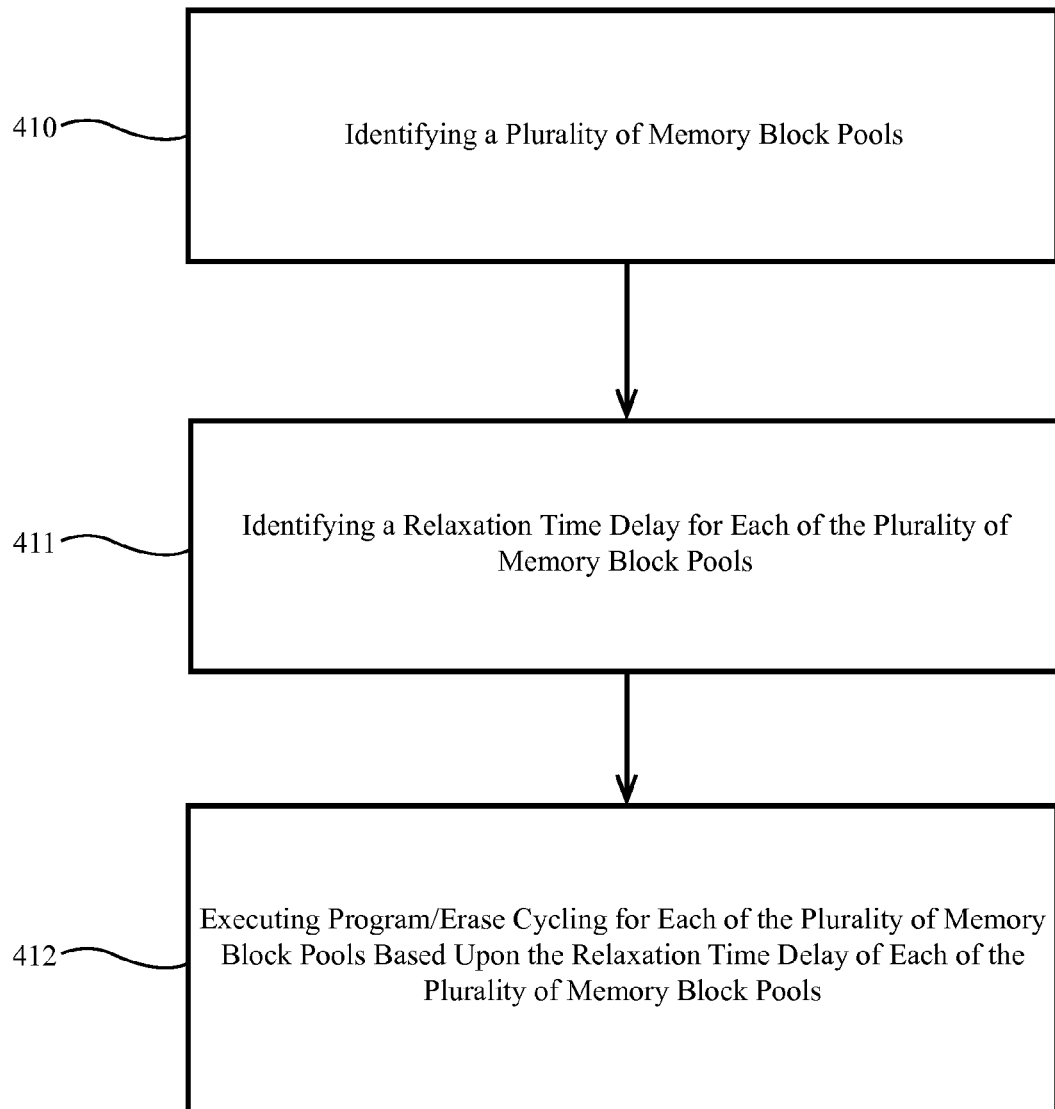 410
Identifying a Plurality of Memory Block Pools
411
Identifying a Relaxation Time Delay for Each of the Plurality of
Memory Block Pools
412
Executing Program/Erase Cycling for Each of the Plurality of Memory
Block Pools Based Upon the Relaxation Time Delay of Each of the
Plurality of Memory Block Pools